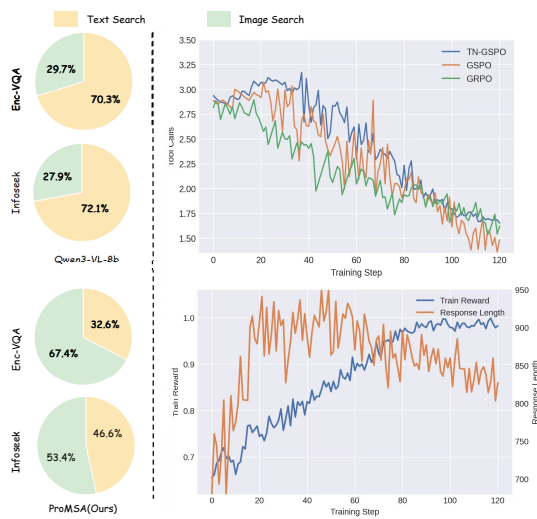 Text Search
Image Search
Enc-VQA
29.7%
70.3%
Infoseek
27.9%
72.1%
Qwen3-VL-8b
Enc-VQA
32.6%
67.4%
Infoseek
46.6%
53.4%
ProMSA(Ours)
3.50
3.25
3.00
2.75
2.50
2.25
2.00
1.75
1.50
TN-GSPO
GSPO
GRPO
0
20
40
60
80
100
120
Training Step
Train Reward
Response Length
1.0
0.9
0.8
0.7
Train Reward
950
900
850
800
750
700
Response Length
0
20
40
60
80
100
120
Training Step